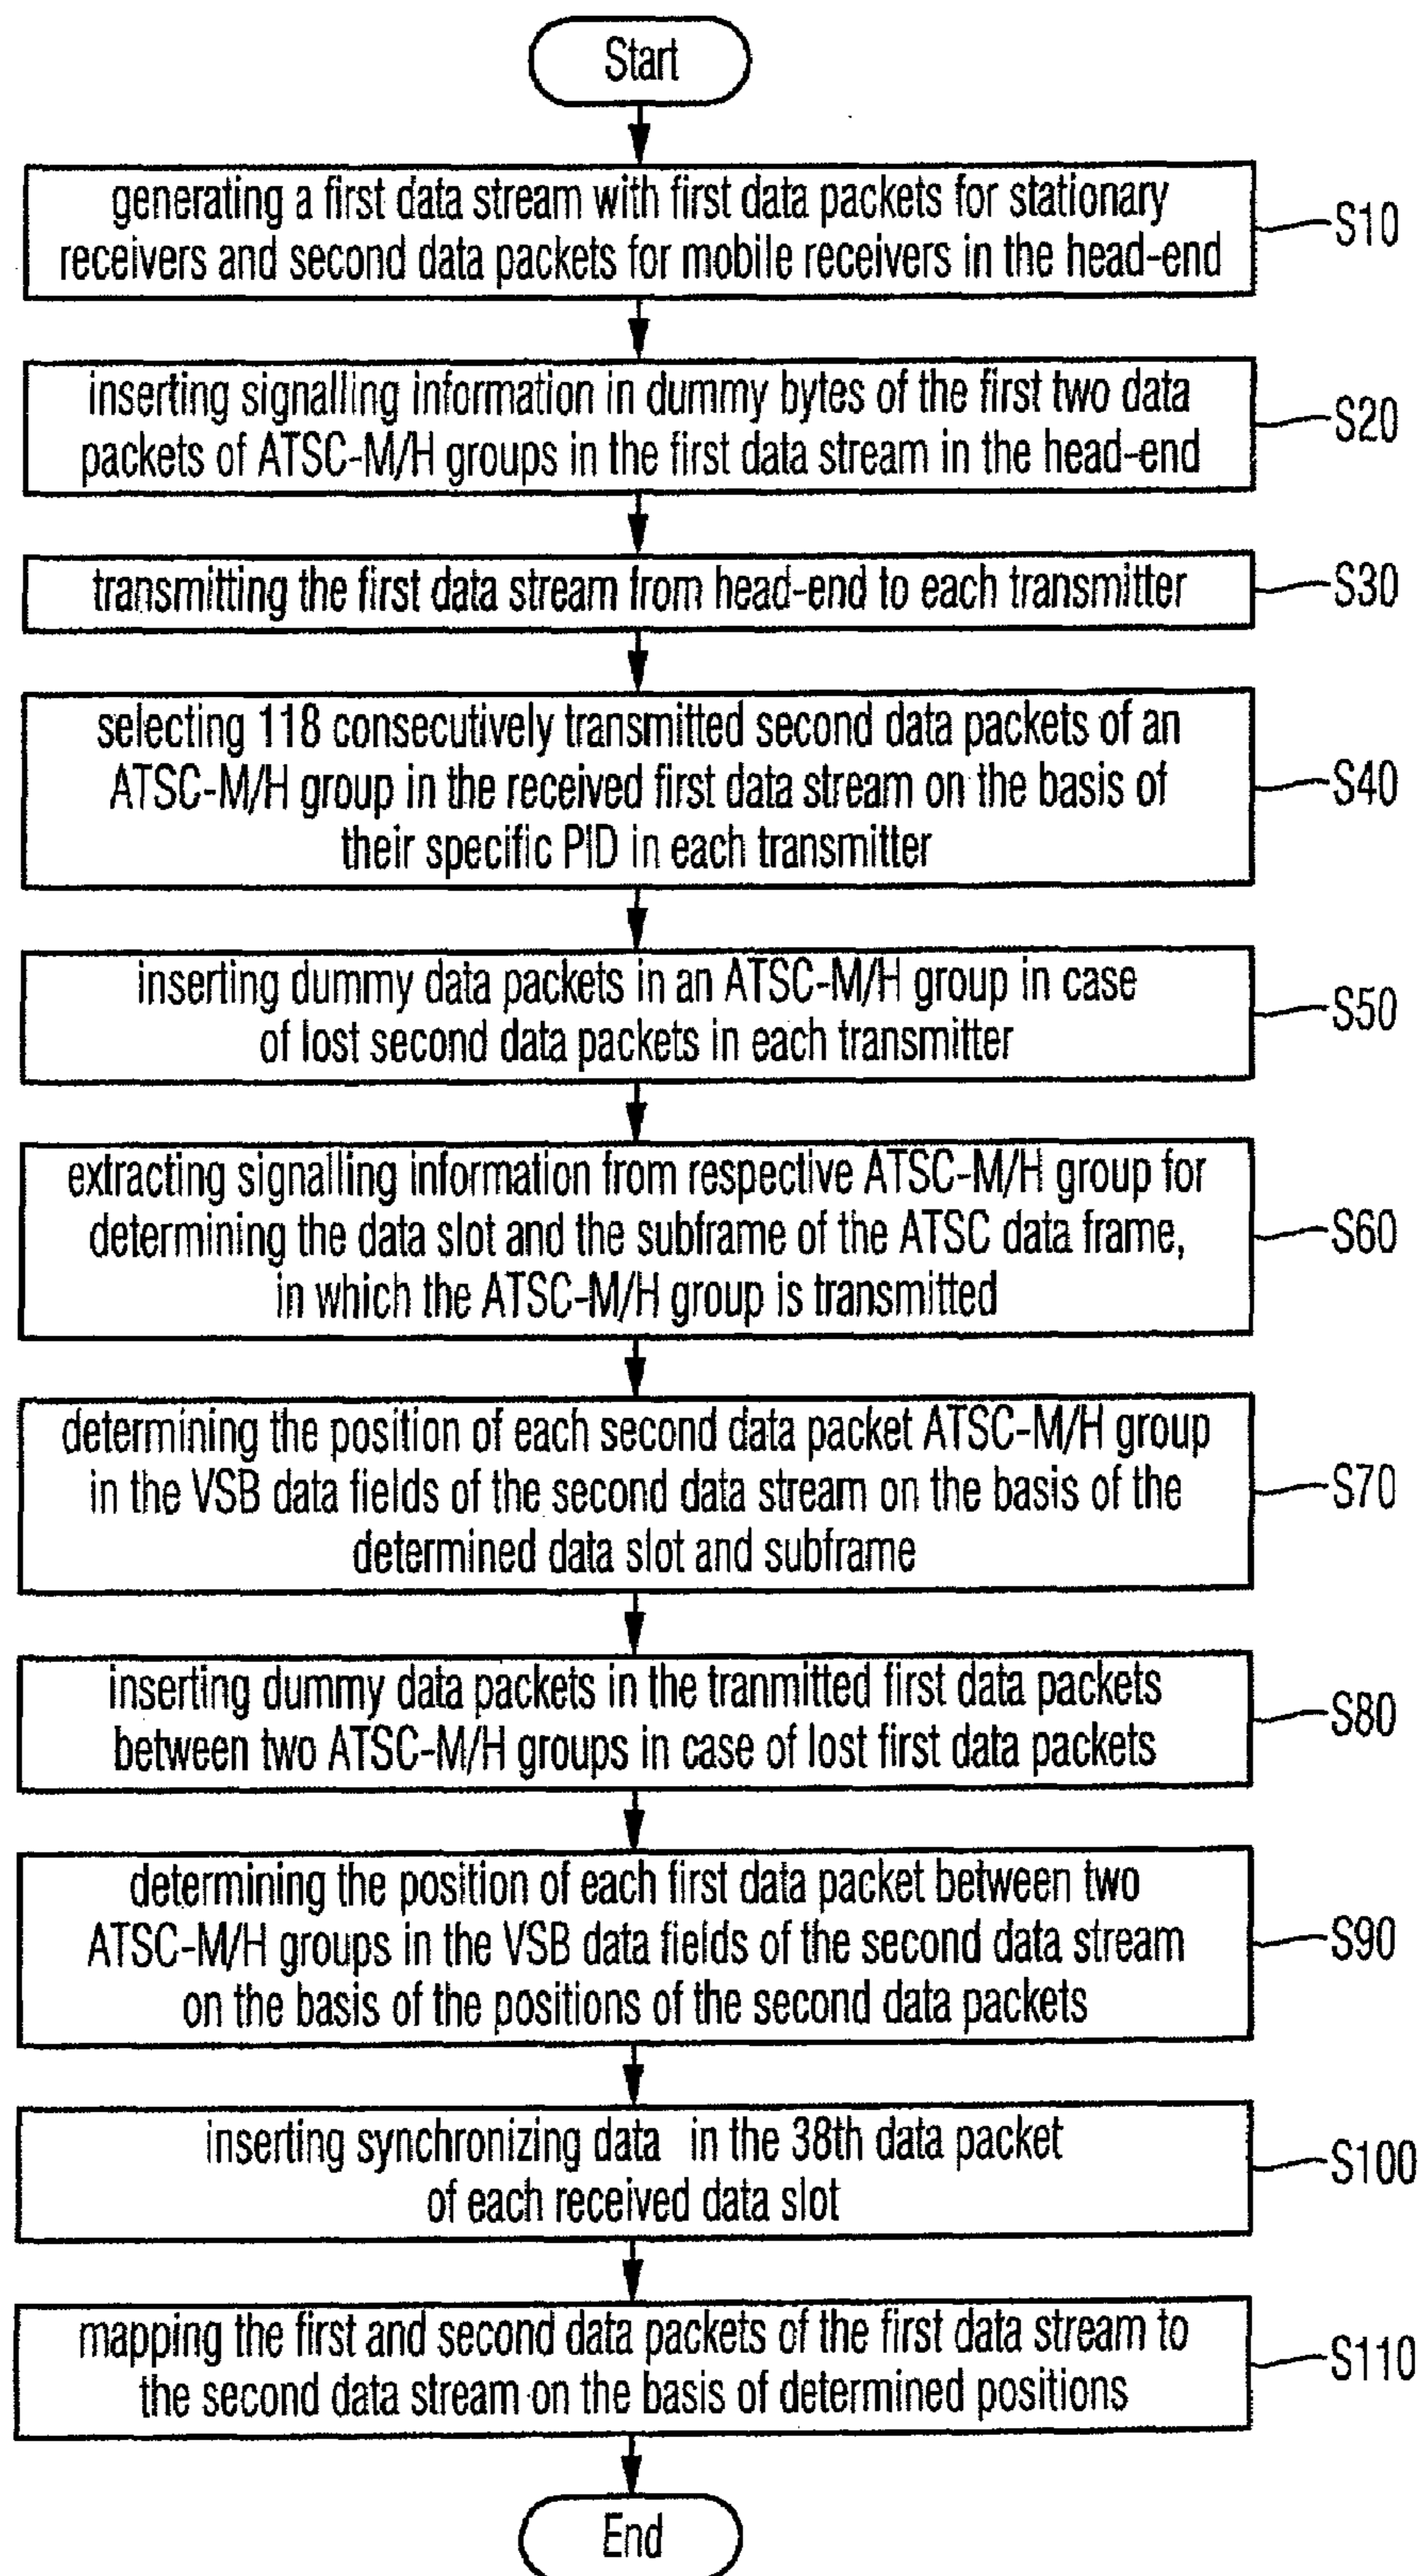 Start
generating a first data stream with first data packets for stationary
receivers and second data packets for mobile receivers in the head-end
S10
inserting signalling information in dummy bytes of the first two data
packets of ATSC-M/H groups in the first data stream in the head-end
S20
transmitting the first data stream from head-end to each transmitter
S30
selecting 118 consecutively transmitted second data packets of an
ATSC-M/H group in the received first data stream on the basis of
their specific PID in each transmitter
S40
inserting dummy data packets in an ATSC-M/H group in case
of lost second data packets in each transmitter
S50
extracting signalling information from respective ATSC-M/H group for
determining the data slot and the subframe of the ATSC data frame,
in which the ATSC-M/H group is transmitted
S60
determining the position of each second data packet ATSC-M/H group
in the VSB data fields of the second data stream on the basis of the
determined data slot and subframe
S70
inserting dummy data packets in the tranmitted first data packets
between two ATSC-M/H groups in case of lost first data packets
S80
determining the position of each first data packet between two
ATSC-M/H groups in the VSB data fields of the second data stream
on the basis of the positions of the second data packets
S90
inserting synchronizing data in the 38th data packet
of each received data slot
S100
mapping the first and second data packets of the first data stream to
the second data stream on the basis of determined positions
S110
End